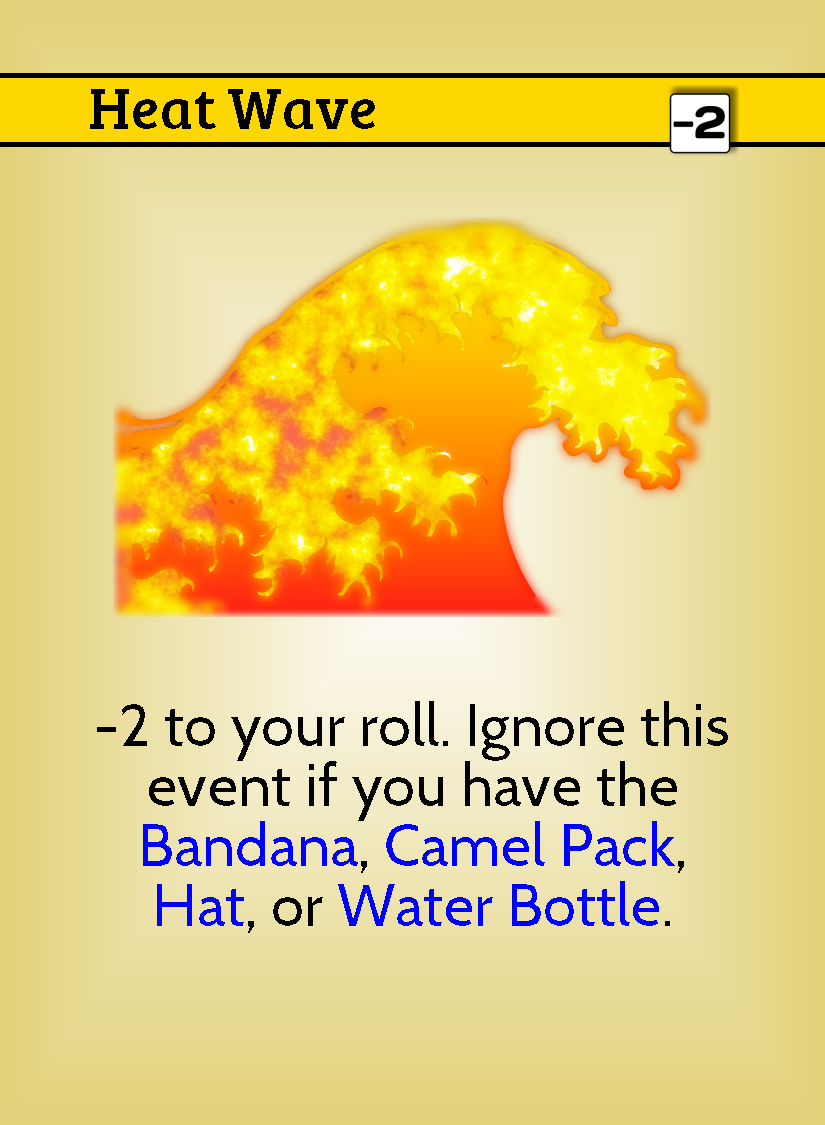 Heat Wave
-2
-2 to your roll. Ignore this
event if you have the
Bandana, Camel Pack,
Hat, or Water Bottle.